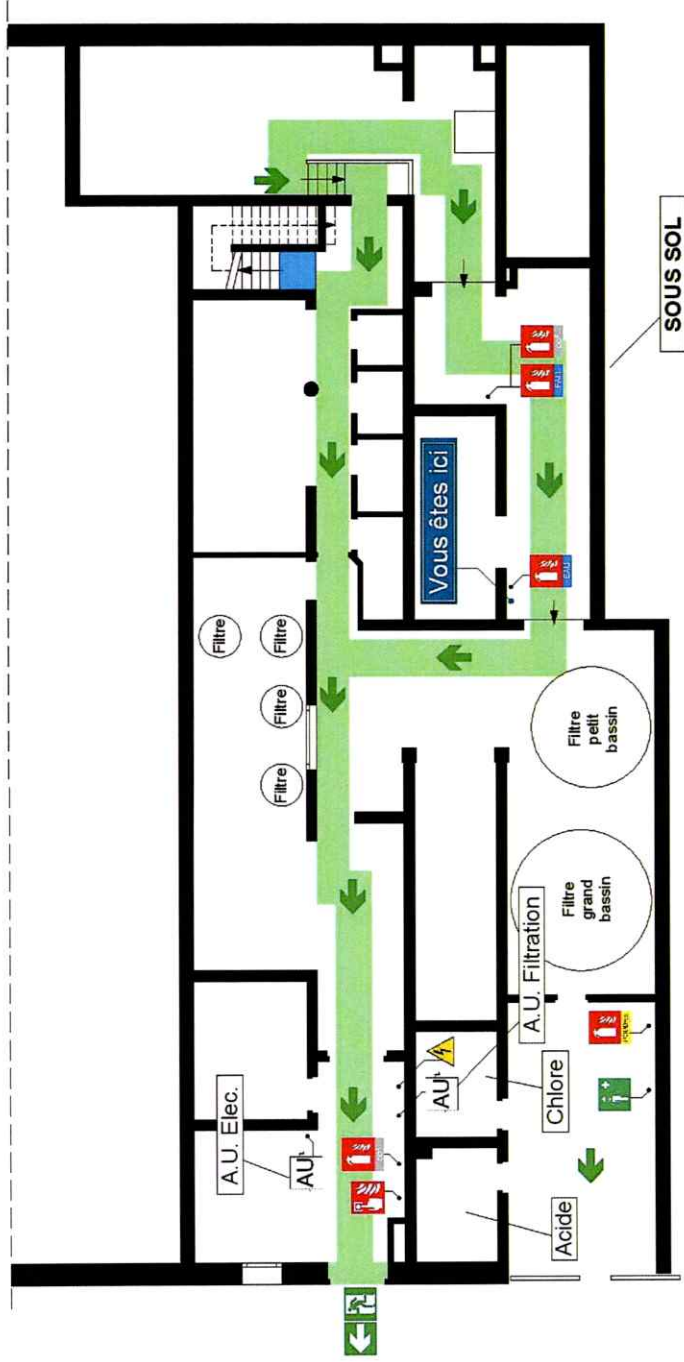 SOUS SOL
Vous êtes ici
EAU
EAU
Filtre
Filtre
Filtre
Filtre
Filtre
petit
bassin
Filtre
grand
bassin
A.U. Filtration
A.U. Elec.
AU
AU
Chlore
Acide